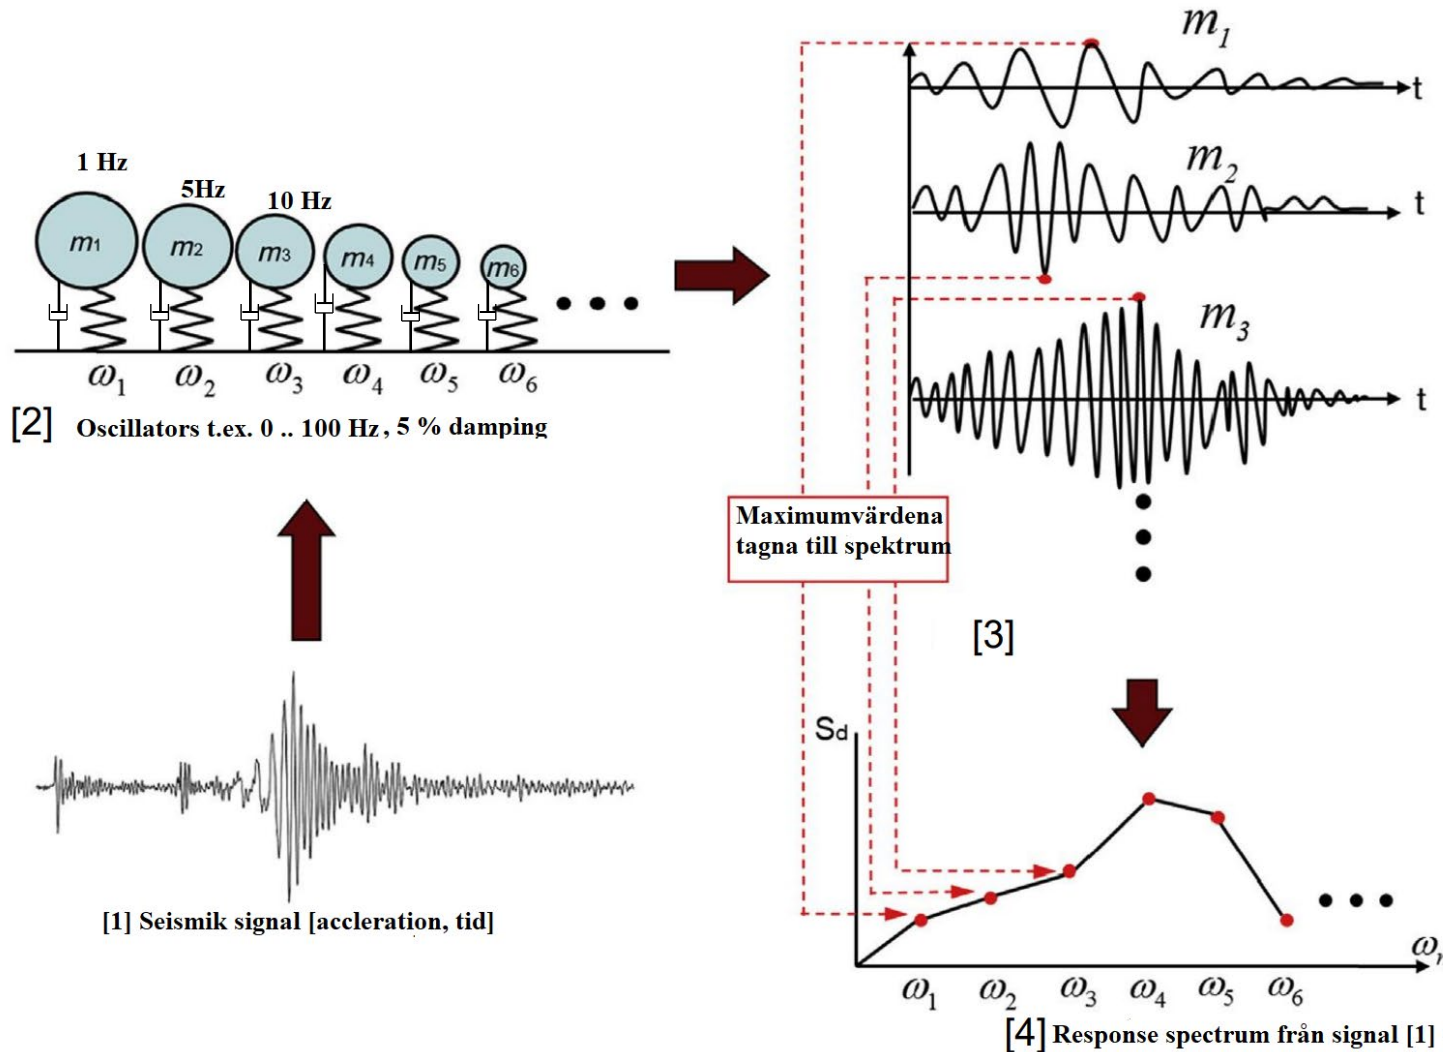 1 Hz
5Hz
10 Hz
m1 m2 m3 m4 m5 m6
ω1 ω2 ω3 ω4 ω5 ω6
[2] Oscillators t.ex. 0 .. 100 Hz, 5 % damping
[1] Seismik signal [accleration, tid]
m1
t
m2
t
m3
t
Maximumvärdena
tagna till spektrum
[3]
Sd
ωn
ω1 ω2 ω3 ω4 ω5 ω6
[4] Response spectrum från signal [1]